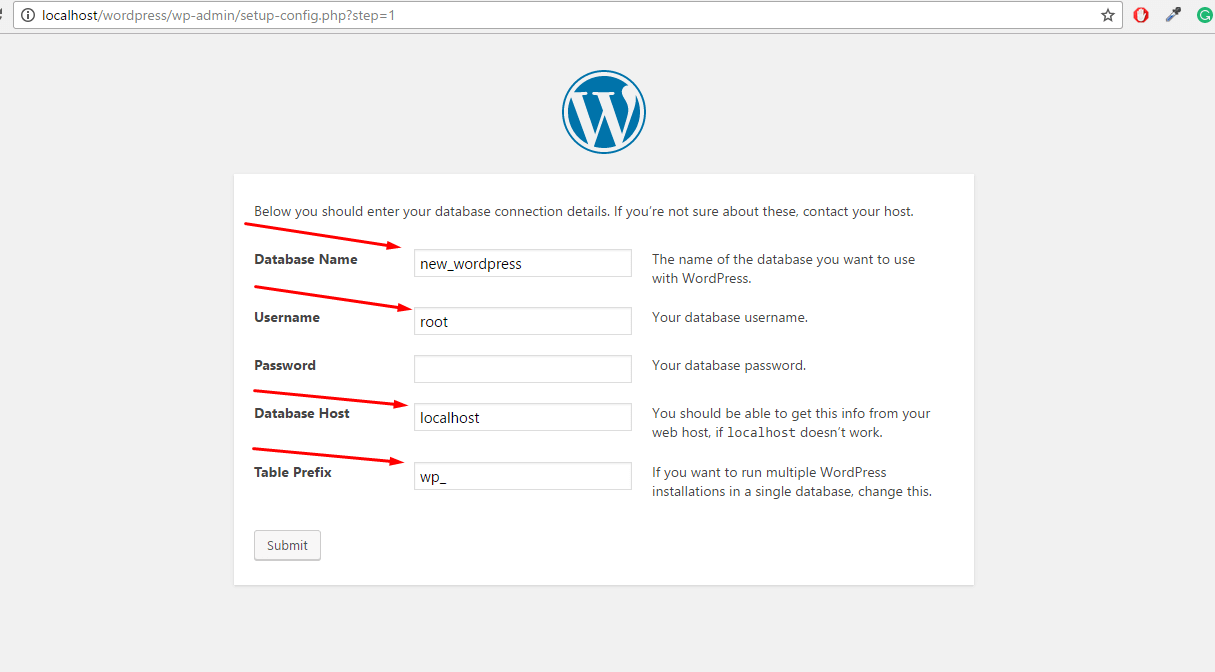 localhost/wordpress/wp-admin/setup-config.php?step=1
Below you should enter your database connection details. If you’re not sure about these, contact your host.
Database Name
new_wordpress
The name of the database you want to use
with WordPress.
Username
root
Your database username.
Password
Your database password.
Database Host
localhost
You should be able to get this info from your
web host, if localhost doesn’t work.
Table Prefix
wp_
If you want to run multiple WordPress
installations in a single database, change this.
Submit